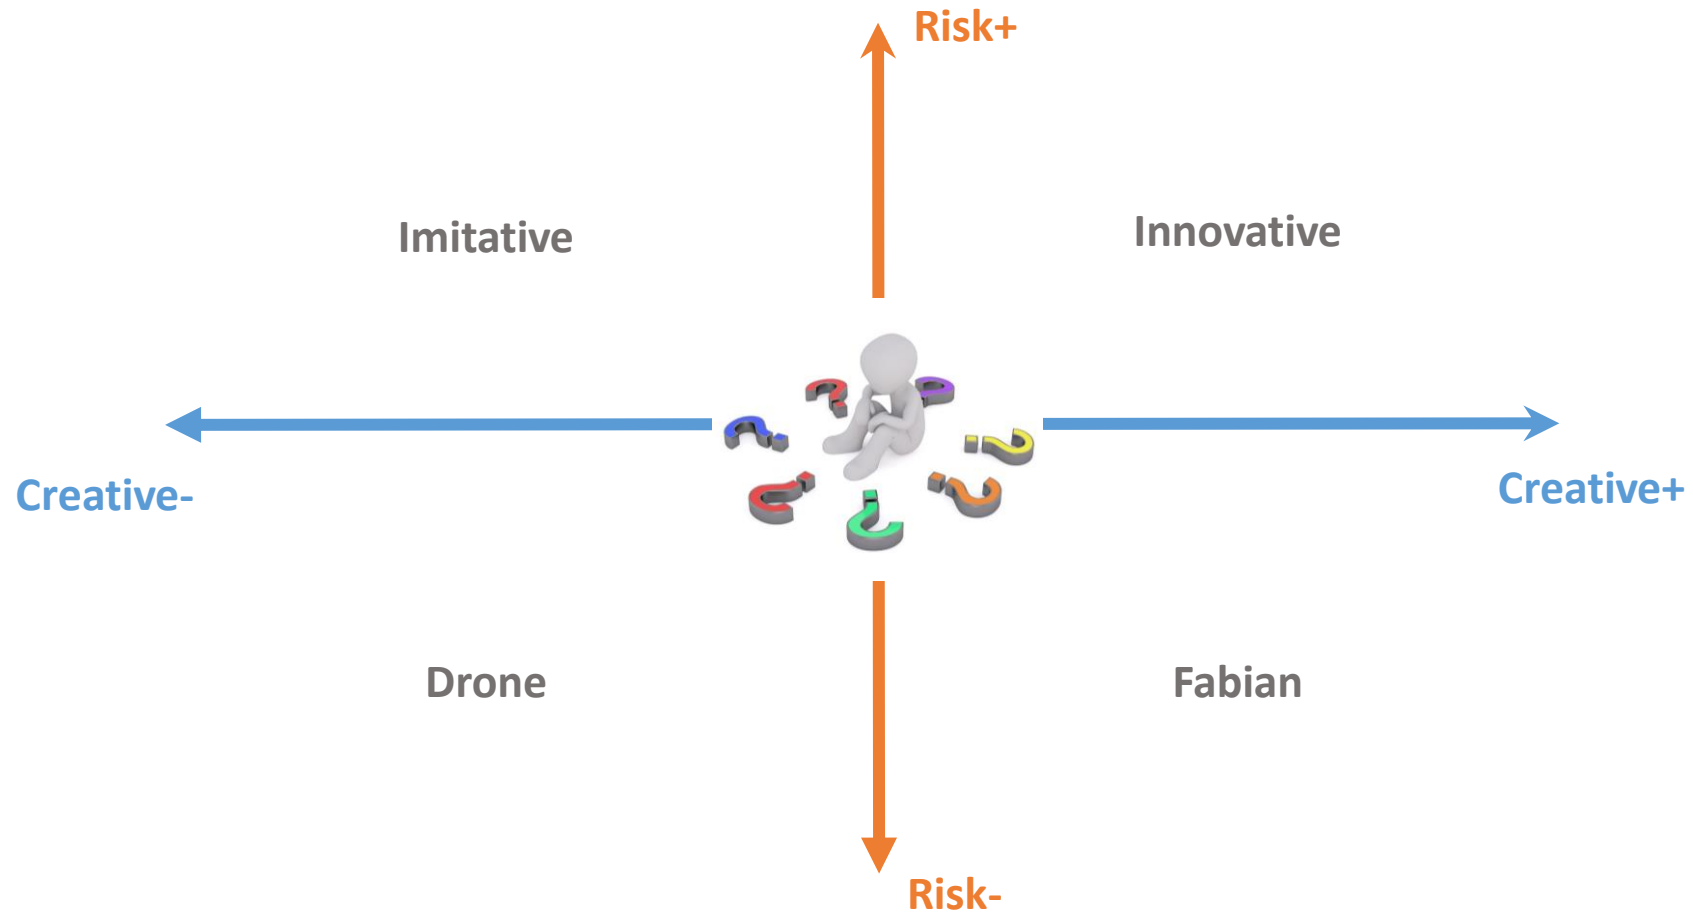 Risk+
Imitative
Innovative
Creative-
Creative+
Drone
Fabian
Risk-